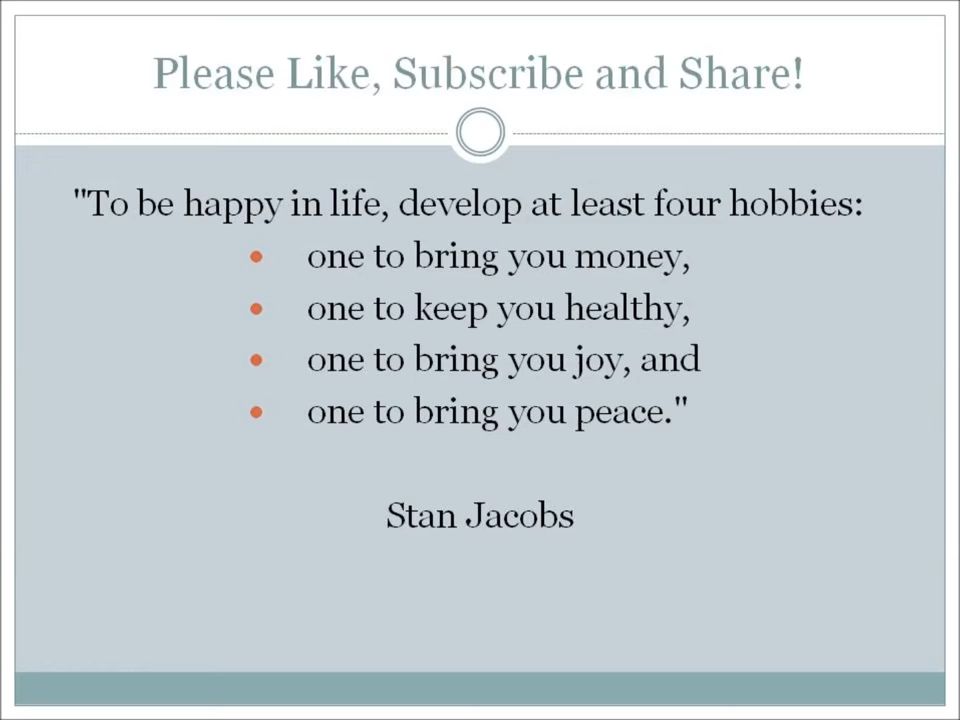 Please Like, Subscribe and Share!
"To be happy in life, develop at least four hobbies:
• one to bring you money,
• one to keep you healthy,
• one to bring you joy, and
• one to bring you peace."
Stan Jacobs